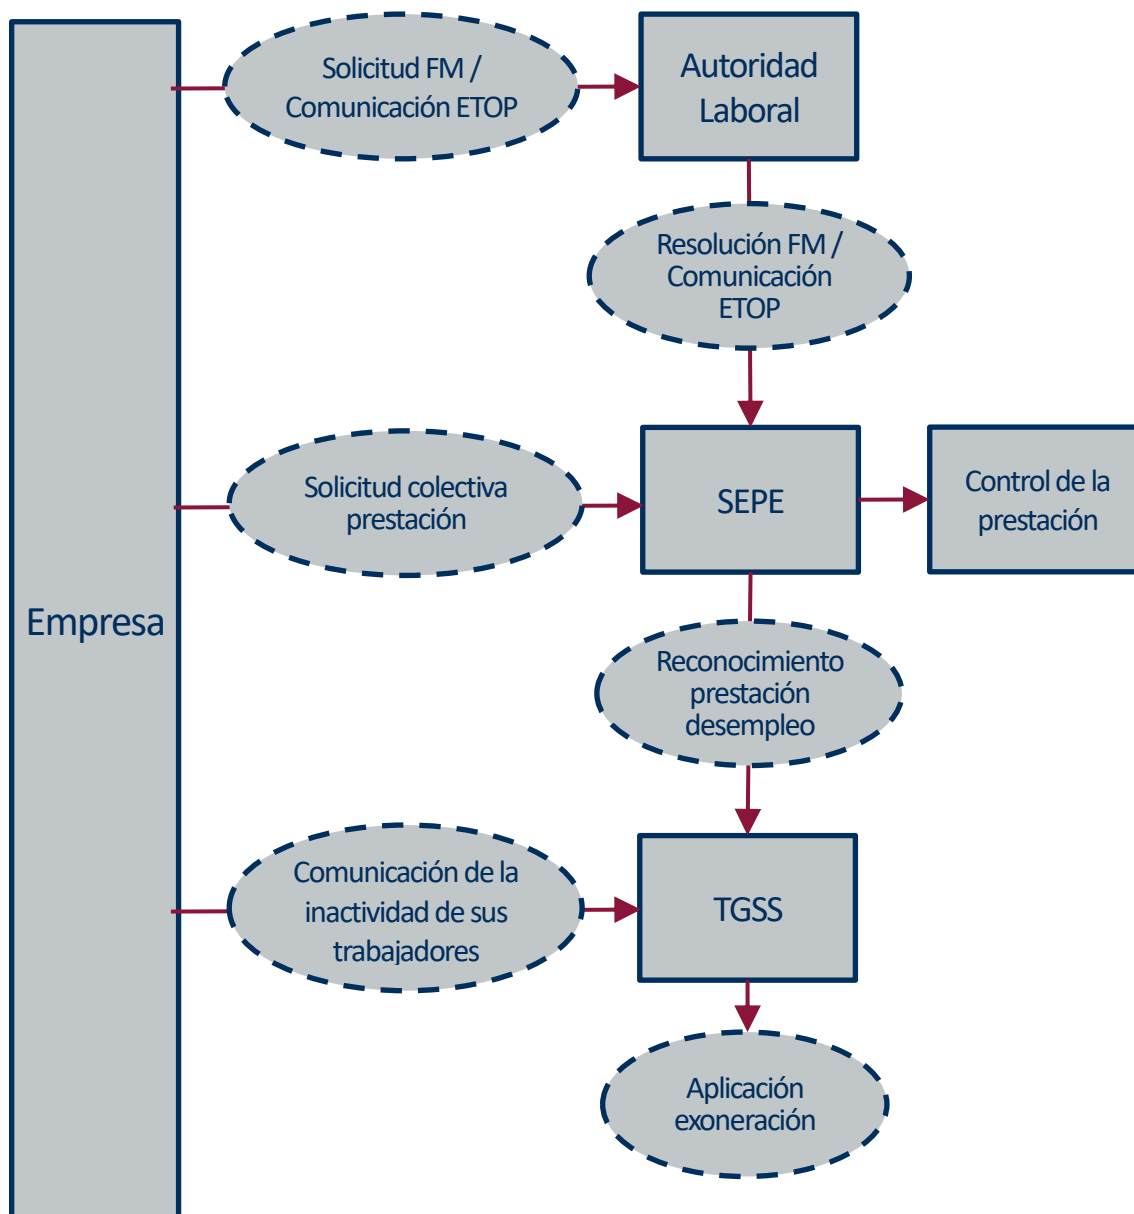 Solicitud FM /
Comunicación ETOP
Autoridad
Laboral
Resolución FM /
Comunicación
ETOP
Solicitud colectiva
prestación
SEPE
Control de la
prestación
Empresa
Reconocimiento
prestación
desempleo
Comunicación de la
inactividad de sus
trabajadores
TGSS
Aplicación
exoneración